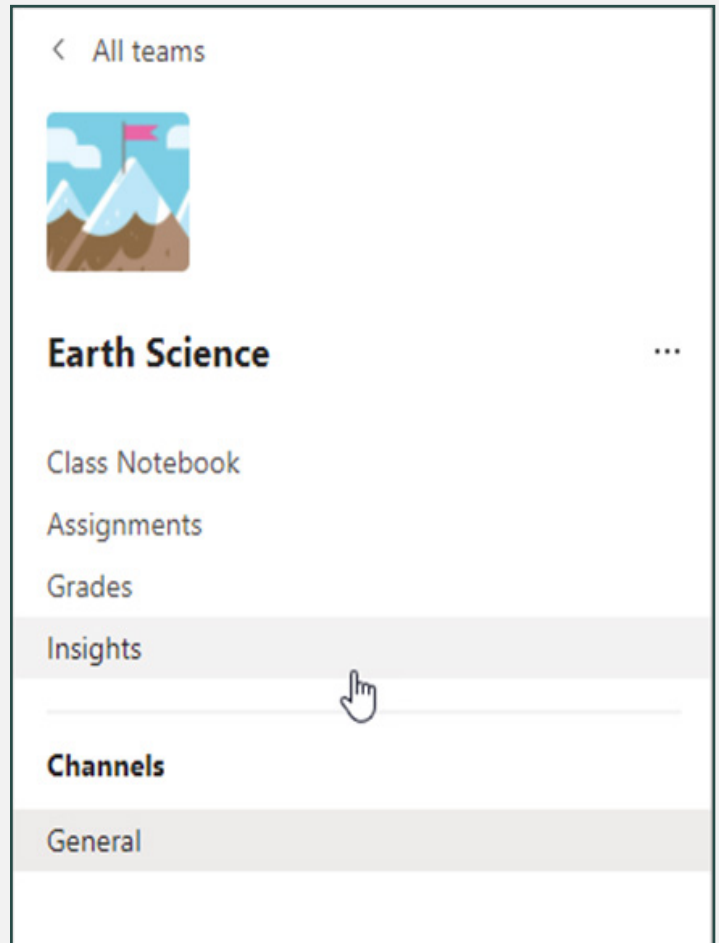 All teams
Earth Science
Class Notebook
Assignments
Grades
Insights
Channels
General